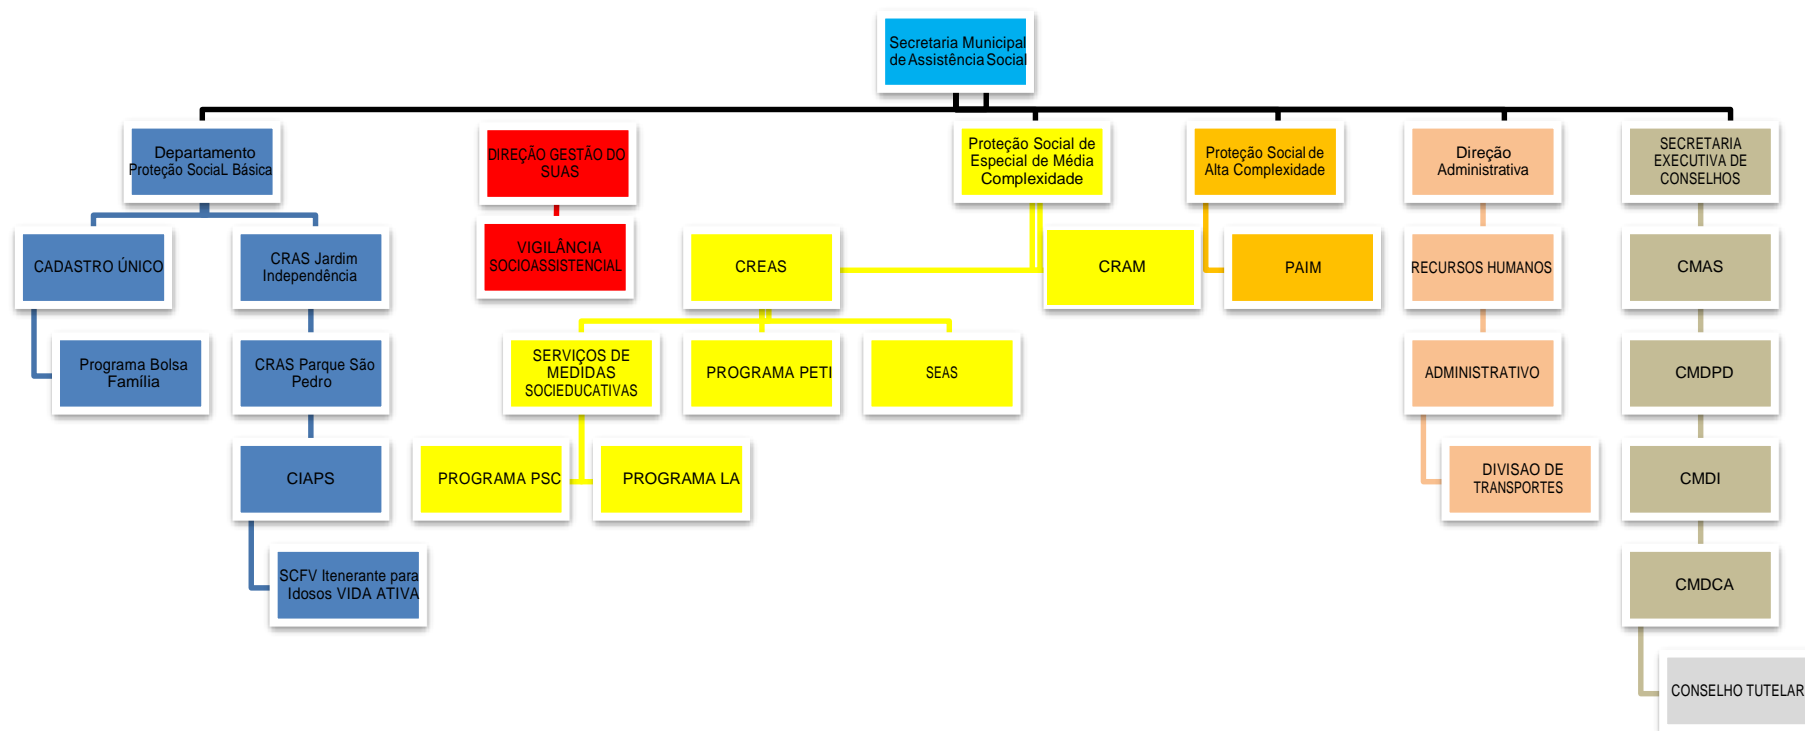 Secretaria Municipal
de Assistência Social
Departamento
Proteção SociaL Básica
DIREÇÃO GESTÃO DO
SUAS
Proteção Social de
Especial de Média
Complexidade
Proteção Social de
Alta Complexidade
Direção
Administrativa
SECRETARIA
EXECUTIVA DE
CONSELHOS
CADASTRO ÚNICO
CRAS Jardim
Independência
VIGILÂNCIA
SOCIOASSISTENCIAL
CREAS
CRAM
PAIM
RECURSOS HUMANOS
CMAS
Programa Bolsa
Família
CRAS Parque São
Pedro
SERVIÇOS DE
MEDIDAS
SOCIEDUCATIVAS
PROGRAMA PETI
SEAS
ADMINISTRATIVO
CMDPD
CIAPS
PROGRAMA PSC
PROGRAMA LA
DIVISAO DE
TRANSPORTES
CMDI
SCFV Itenerante para
Idosos VIDA ATIVA
CMDCA
CONSELHO TUTELAR